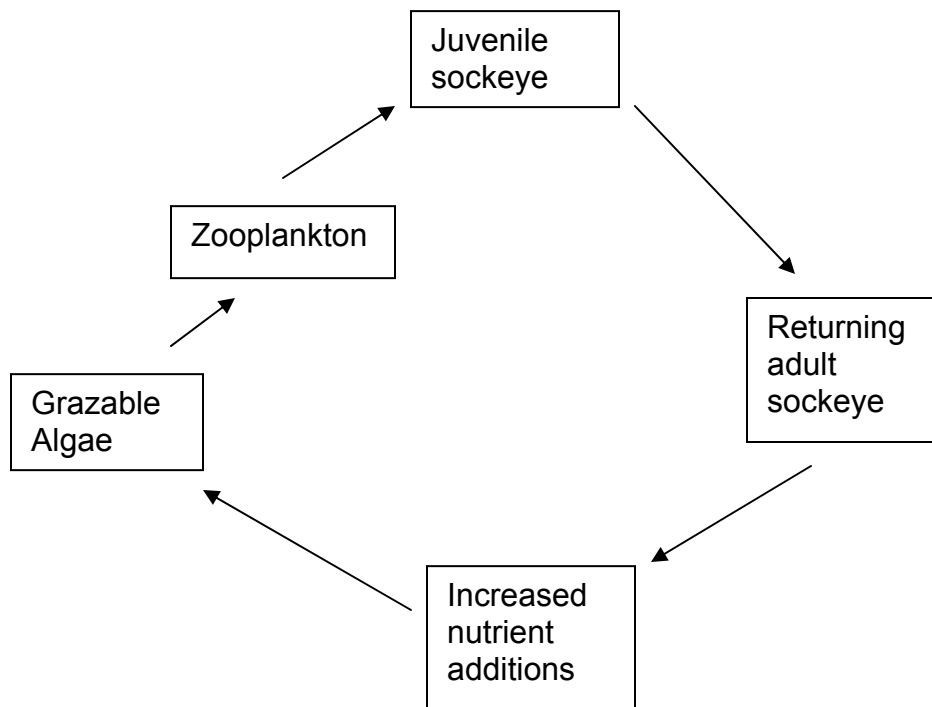 Juvenile
sockeye
Zooplankton
Returning
adult
sockeye
Grazable
Algae
Increased
nutrient
additions